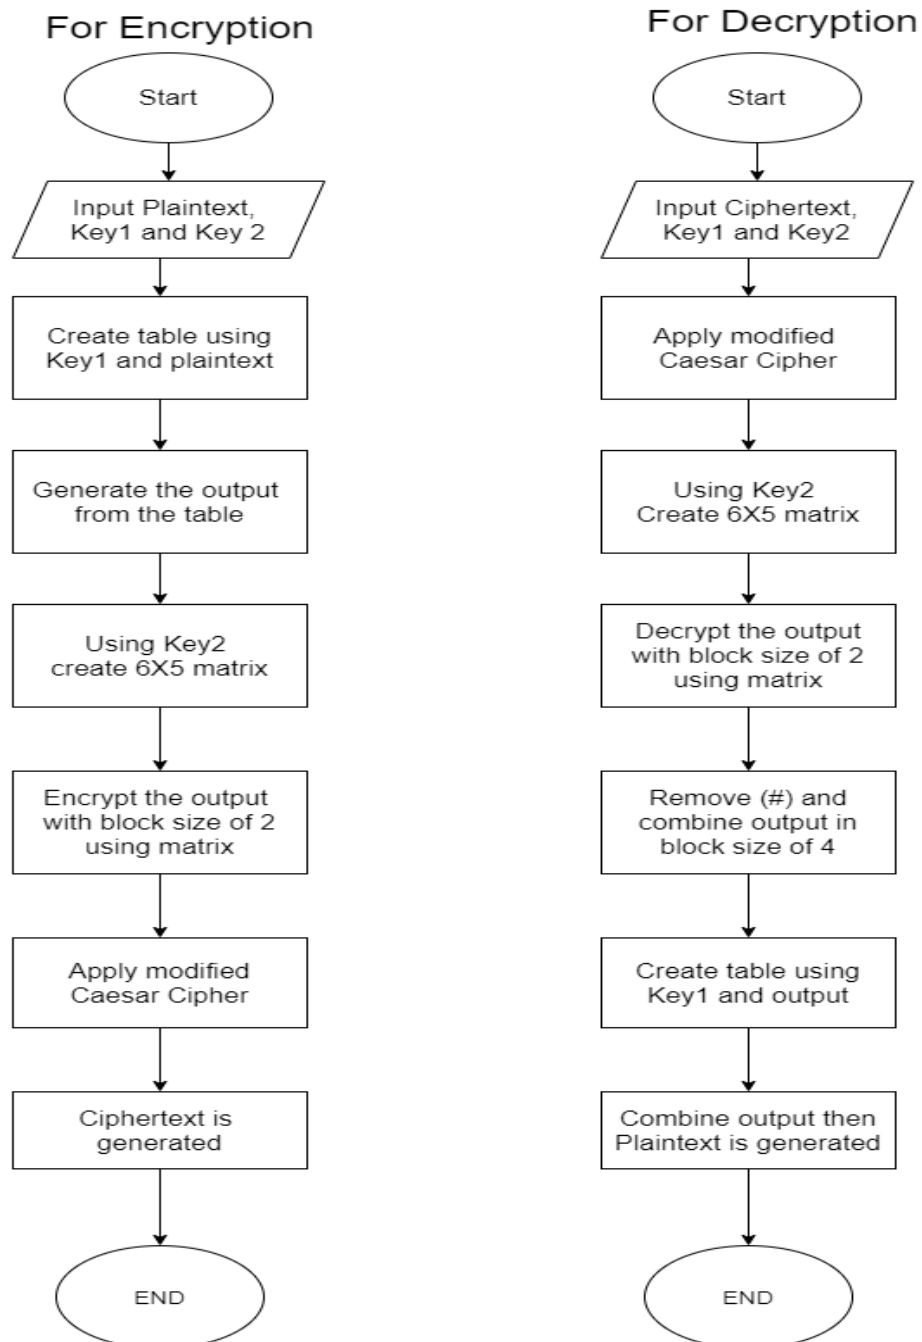 For Encryption
Start
Input Plaintext,
Key1 and Key 2
Create table using
Key1 and plaintext
Generate the output
from the table
Using Key2
create 6X5 matrix
Encrypt the output
with block size of 2
using matrix
Apply modified
Caesar Cipher
Ciphertext is
generated
END
For Decryption
Start
Input Ciphertext,
Key1 and Key2
Apply modified
Caesar Cipher
Using Key2
Create 6X5 matrix
Decrypt the output
with block size of 2
using matrix
Remove (#) and
combine output in
block size of 4
Create table using
Key1 and output
Combine output then
Plaintext is generated
END